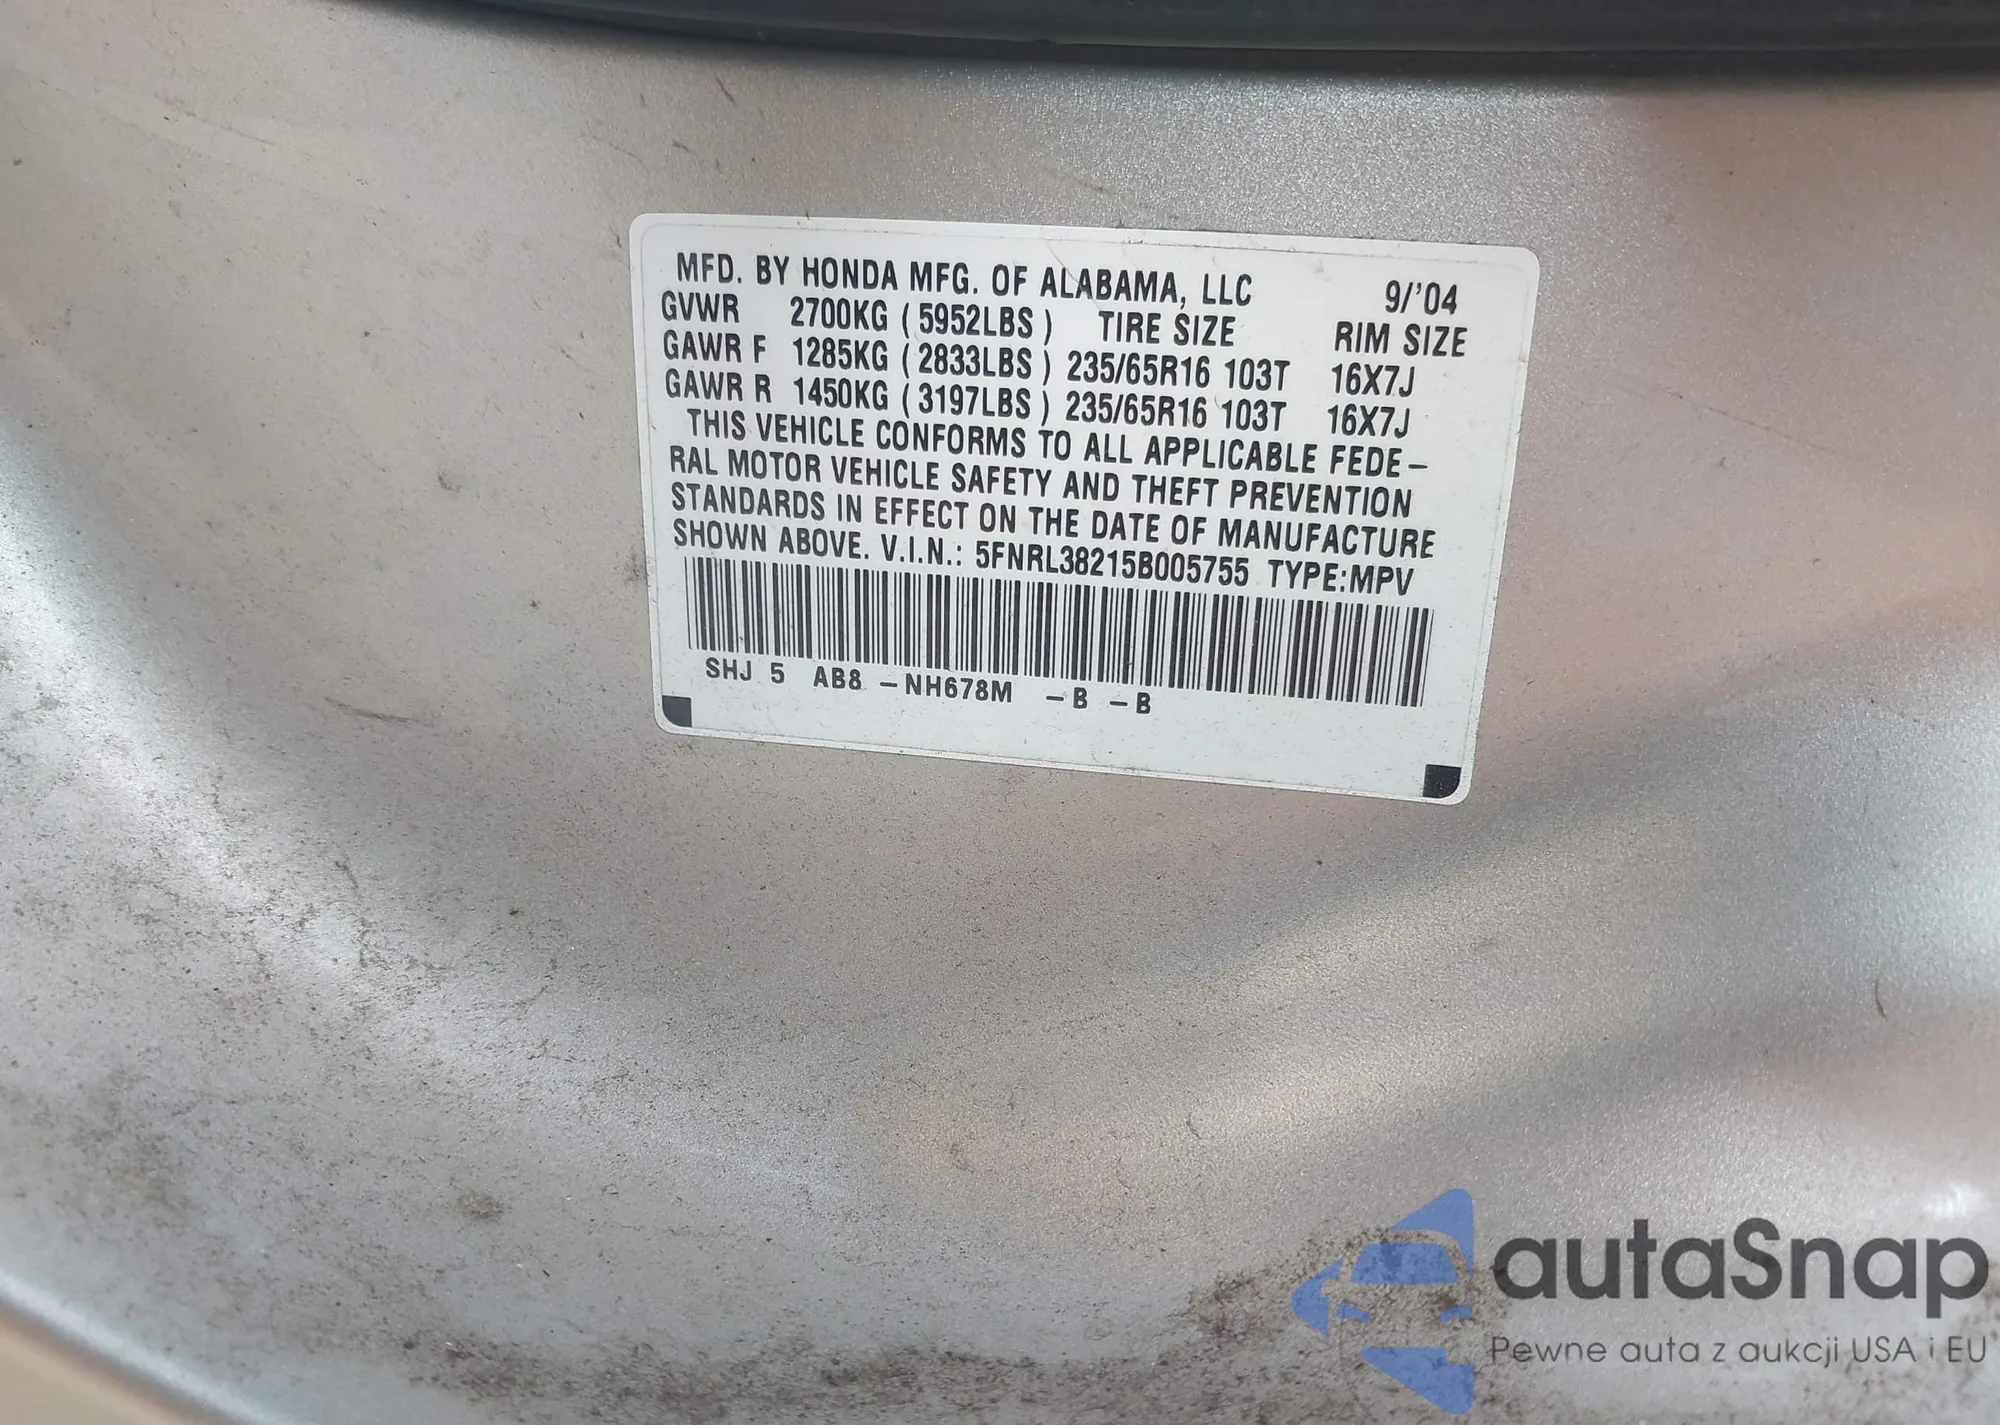 MFD. BY HONDA MFG. OF ALABAMA, LLC 9/'04
GVWR 2700KG ( 5952LBS ) TIRE SIZE RIM SIZE
GAWR F 1285KG ( 2833LBS ) 235/65R16 103T 16X7J
GAWR R 1450KG ( 3197LBS ) 235/65R16 103T 16X7J
THIS VEHICLE CONFORMS TO ALL APPLICABLE FEDE-
RAL MOTOR VEHICLE SAFETY AND THEFT PREVENTION
STANDARDS IN EFFECT ON THE DATE OF MANUFACTURE
SHOWN ABOVE. V.I.N.: 5FNRL38215B005755 TYPE:MPV
SHJ 5 AB8 -NH678M -B -B
autaSnap
Pewne auta z aukcji USA i EU